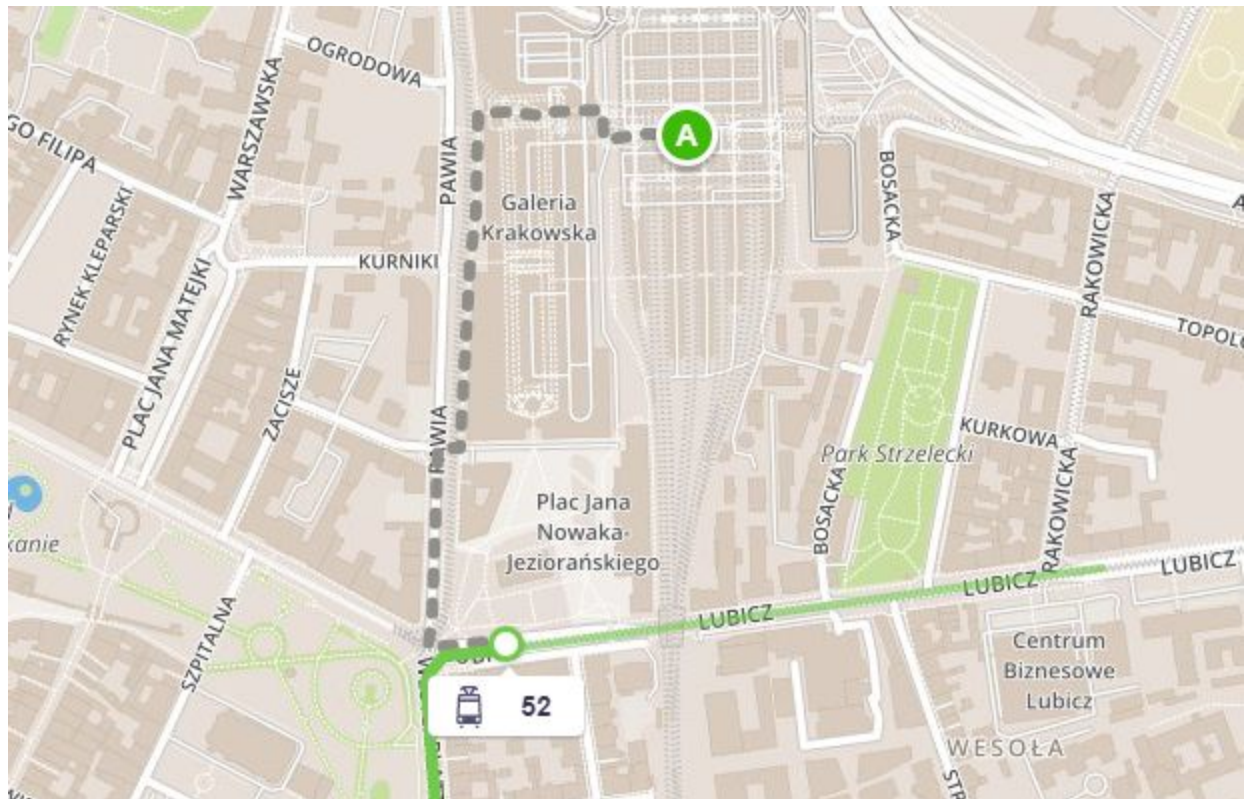 OGRODOWA
GO FILIPA
WARSZAWSKA
PAWIA
A
BOSACKA
RAKOWICKA
A
Galeria
Krakowska
RYNEK KLEPARSKI
KURNIKI
PLAC JANA MATEJKI
TOPOLO
ZACISZE
PAWIA
KURKOWA
Park Strzelecki
kanie
Plac Jana
Nowaka-
Jeziorańskiego
BOSACKA
RAKOWICKA
LUBICZ
LUBICZ
LUBICZ
SZPITALNA
Centrum
Biznesowe
Lubicz
52
WESOŁA
STR